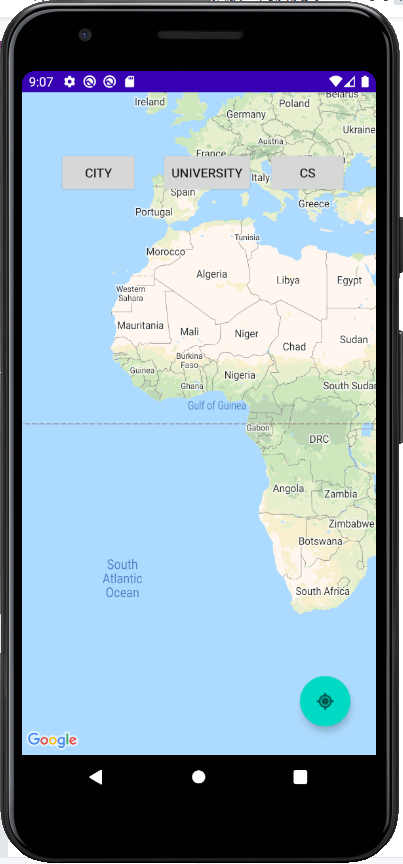 9:07
Ireland
Poland
Belarus
Germany
Ukraine
Austria
France
CITY
UNIVERSITY
CS
Italy
Spain
Greece
Portugal
Tunisia
Morocco
Algeria
Libya
Egypt
Western
Sahara
Mauritania
Mali
Niger
Chad
Sudan
Burkina
Faso
Guinea
Ghana
Nigeria
South Sudan
Gulf of Guinea
Gabon
DRC
Angola
Zambia
Zimbabwe
Botswana
South Africa
South
Atlantic
Ocean
Google